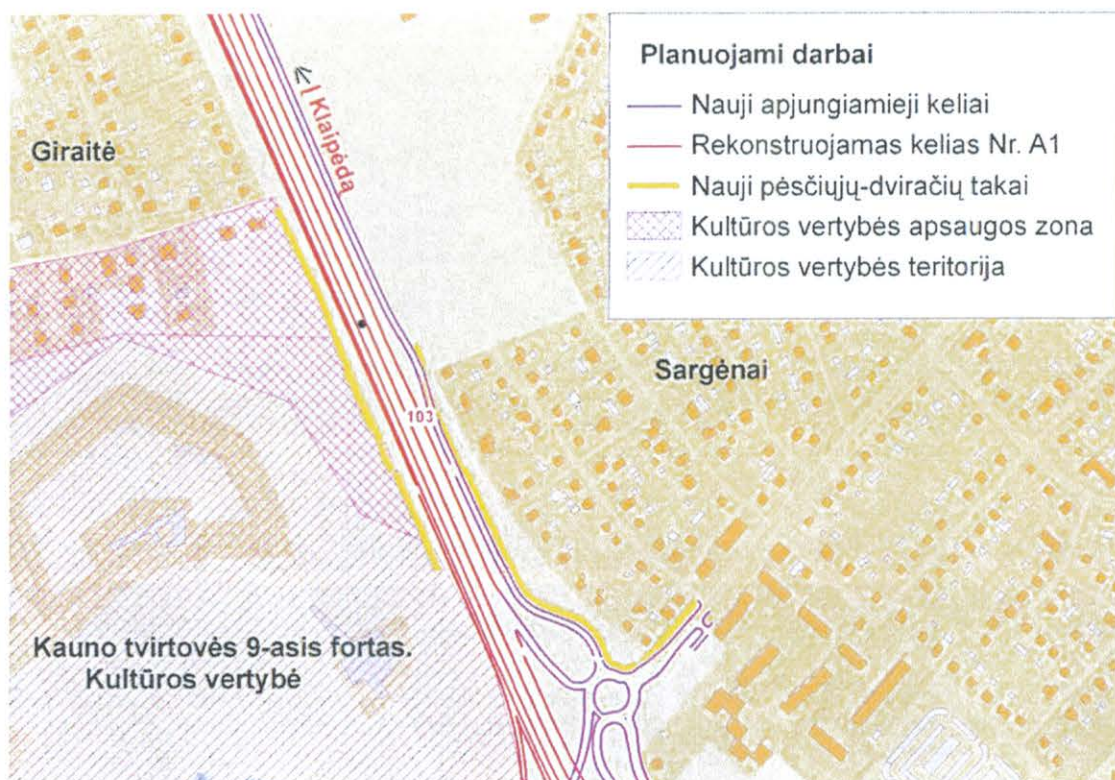 Planuojami darbai
Nauji apjungiamieji keliai
Rekonstruojamas kelias Nr. A1
Nauji pėsčiųjų-dviračių takai
Kultūros vertybės apsaugos zona
Kultūros vertybės teritorija
Į Klaipėdą
Giraitė
Sargėnai
103
Kauno tvirtovės 9-asis fortas.
Kultūros vertybė